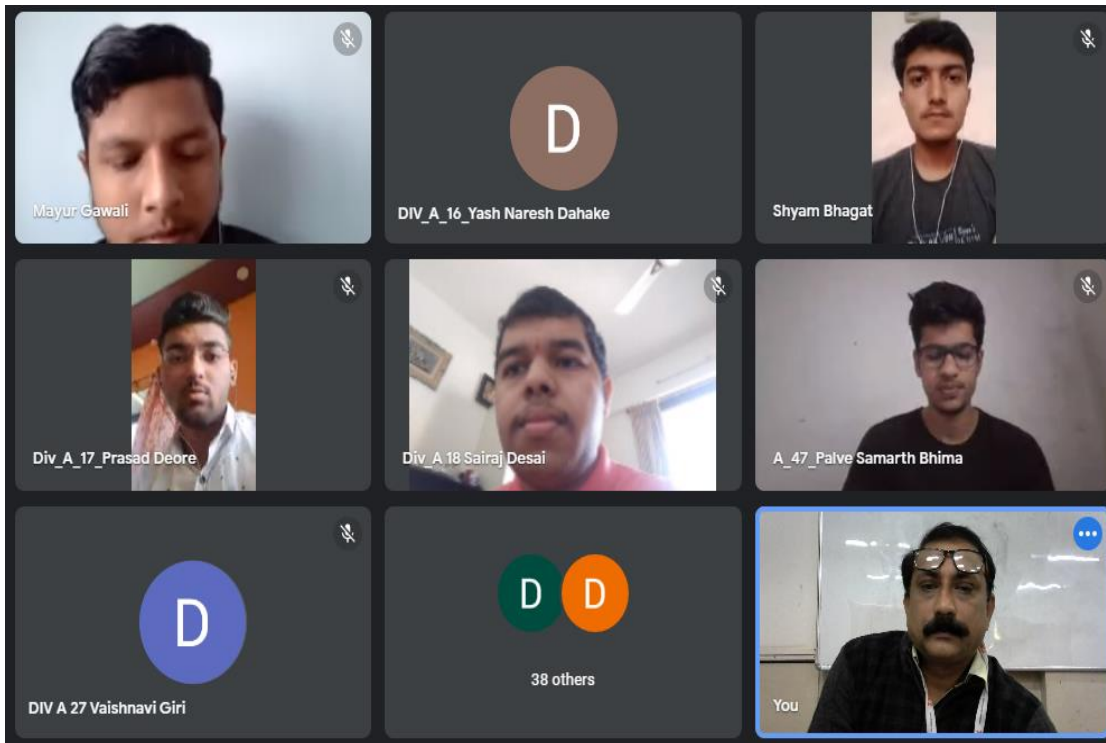 Mayur Gawali
D
DIV_A_16_Yash Naresh Dahake
Shyam Bhagat
Div_A_17_Prasad Deore
Div_A 18 Sairaj Desai
A_47_Palve Samarth Bhima
D
DIV A 27 Vaishnavi Giri
D D
38 others
You